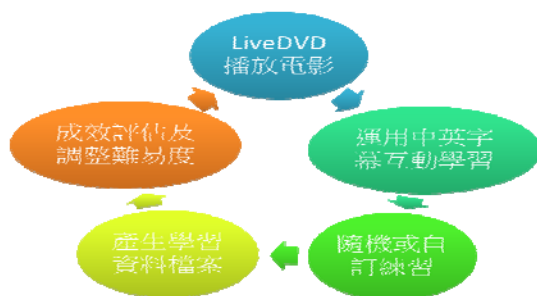 LiveDVD
播放電影
運用中英字
幕互動學習
隨機或自
訂練習
產生學習
資料檔案
成效評估及
調整難易度